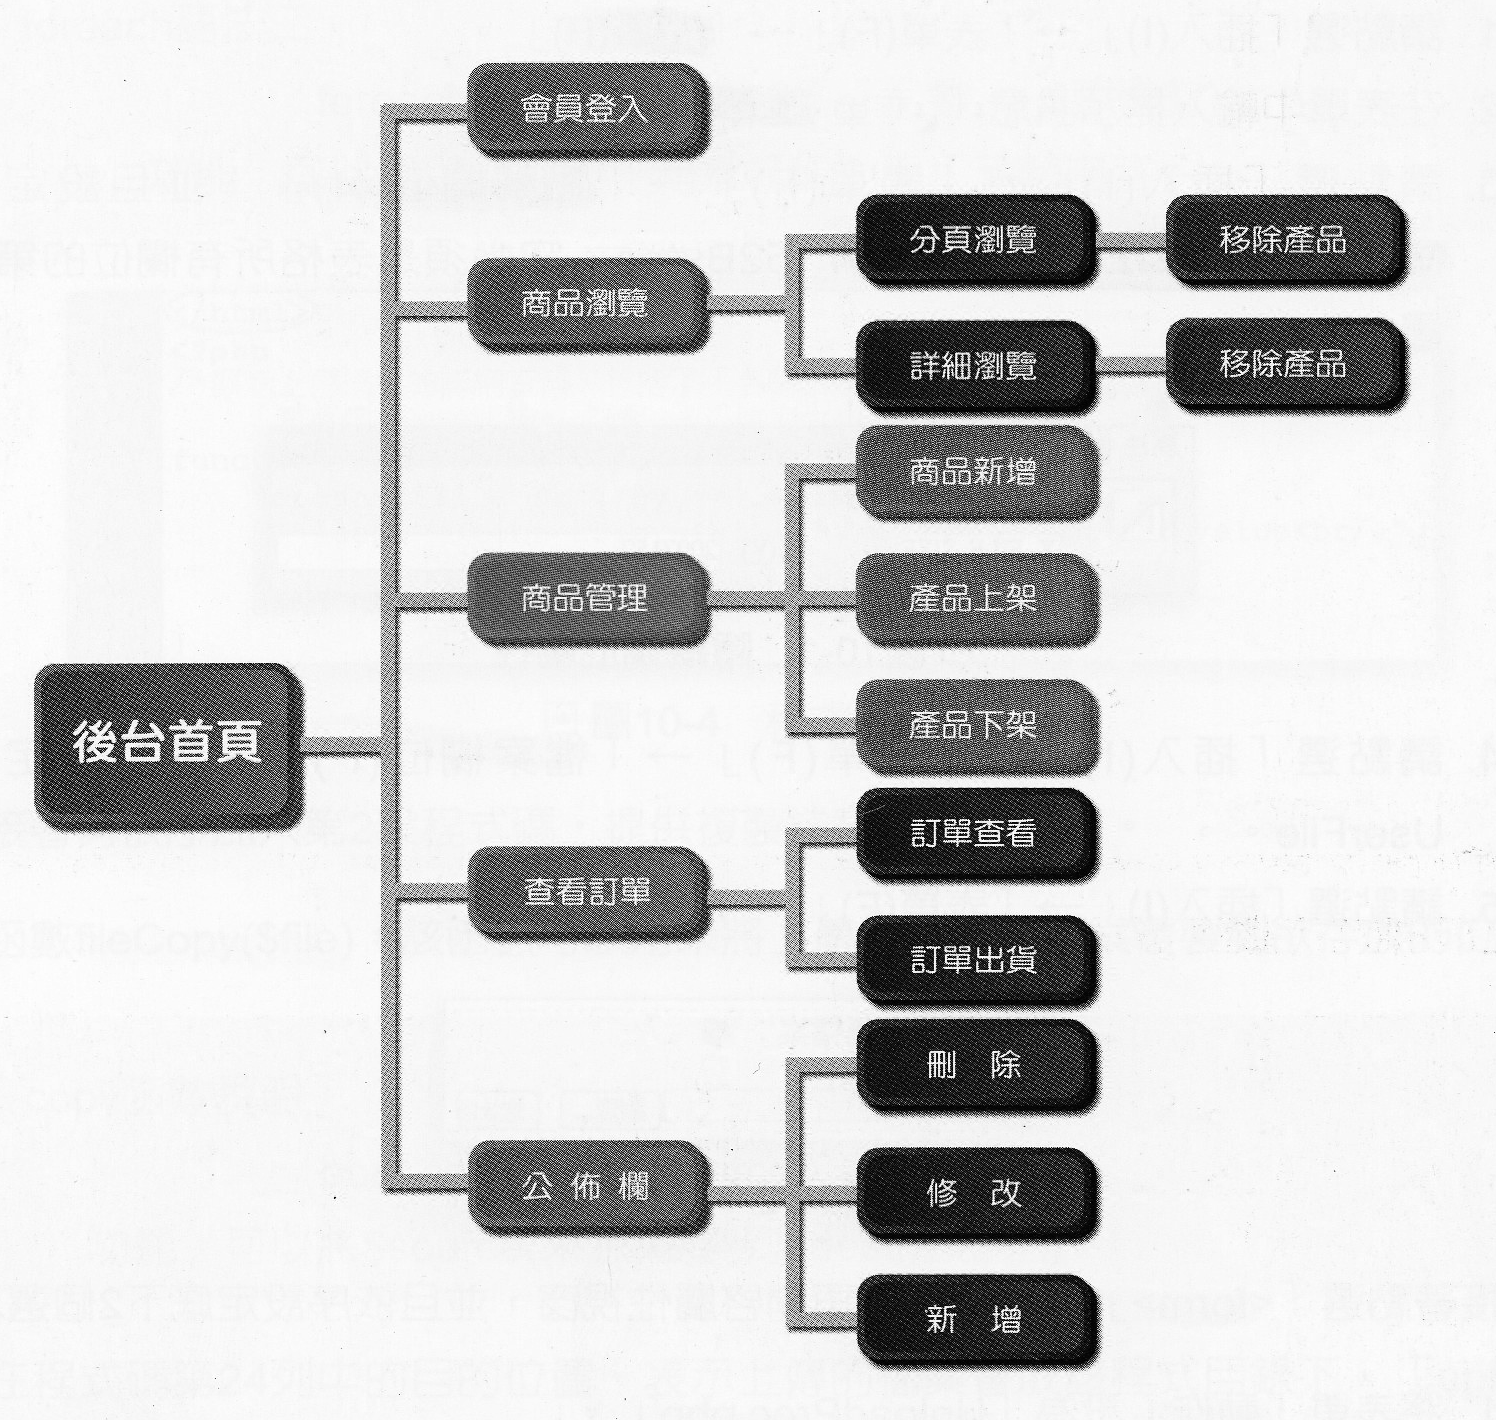 會員登入
分頁瀏覽
移除產品
商品瀏覽
詳細瀏覽
移除產品
商品新增
商品管理
產品上架
產品下架
後台首頁
訂單查看
查看訂單
訂單出貨
刪 除
公 佈 欄
修 改
新 增